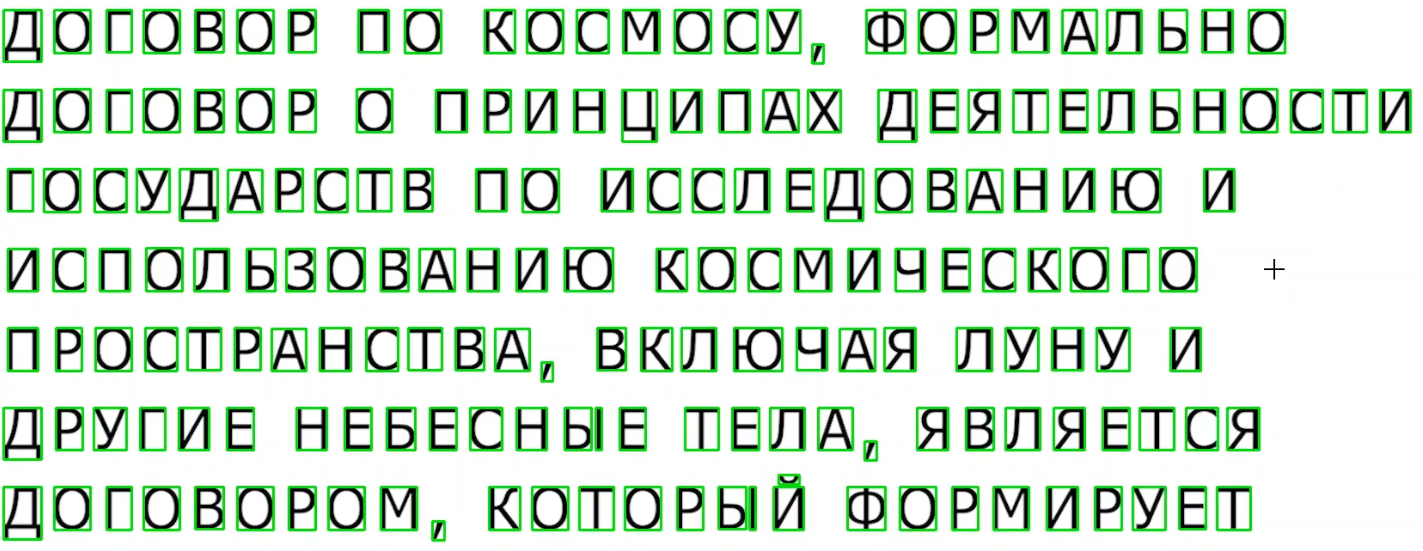 ДОГОВОР ПО КОСМОСУ, ФОРМАЛЬНО
ДОГОВОР О ПРИНЦИПАХ ДЕЯТЕЛЬНОСТИ
ГОСУДАРСТВ ПО ИССЛЕДОВАНИЮ И
ИСПОЛЬЗОВАНИЮ КОСМИЧЕСКОГО
ПРОСТРАНСТВА, ВКЛЮЧАЯ ЛУНУ И
ДРУГИЕ НЕБЕСНЫЕ ТЕЛА, ЯВЛЯЕТСЯ
ДОГОВОРОМ, КОТОРЫЙ ФОРМИРУЕТ